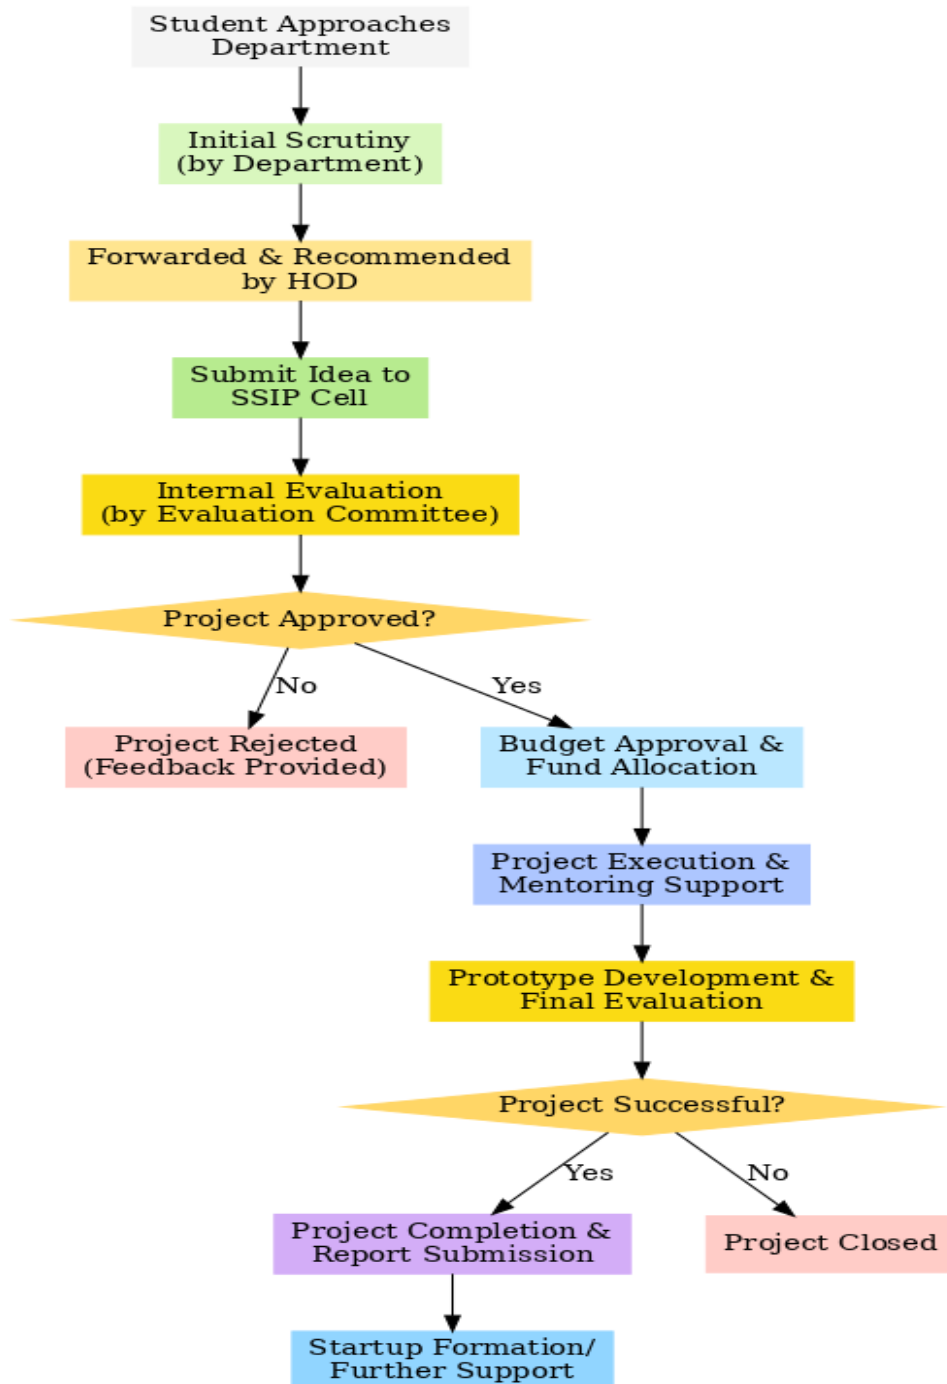 Student Approaches
Department
Initial Scrutiny
(by Department)
Forwarded & Recommended
by HOD
Submit Idea to
SSIP Cell
Internal Evaluation
(by Evaluation Committee)
Project Approved?
No
Yes
Project Rejected
(Feedback Provided)
Budget Approval &
Fund Allocation
Project Execution &
Mentoring Support
Prototype Development &
Final Evaluation
Project Successful?
Yes
No
Project Completion &
Report Submission
Project Closed
Startup Formation/
Further Support